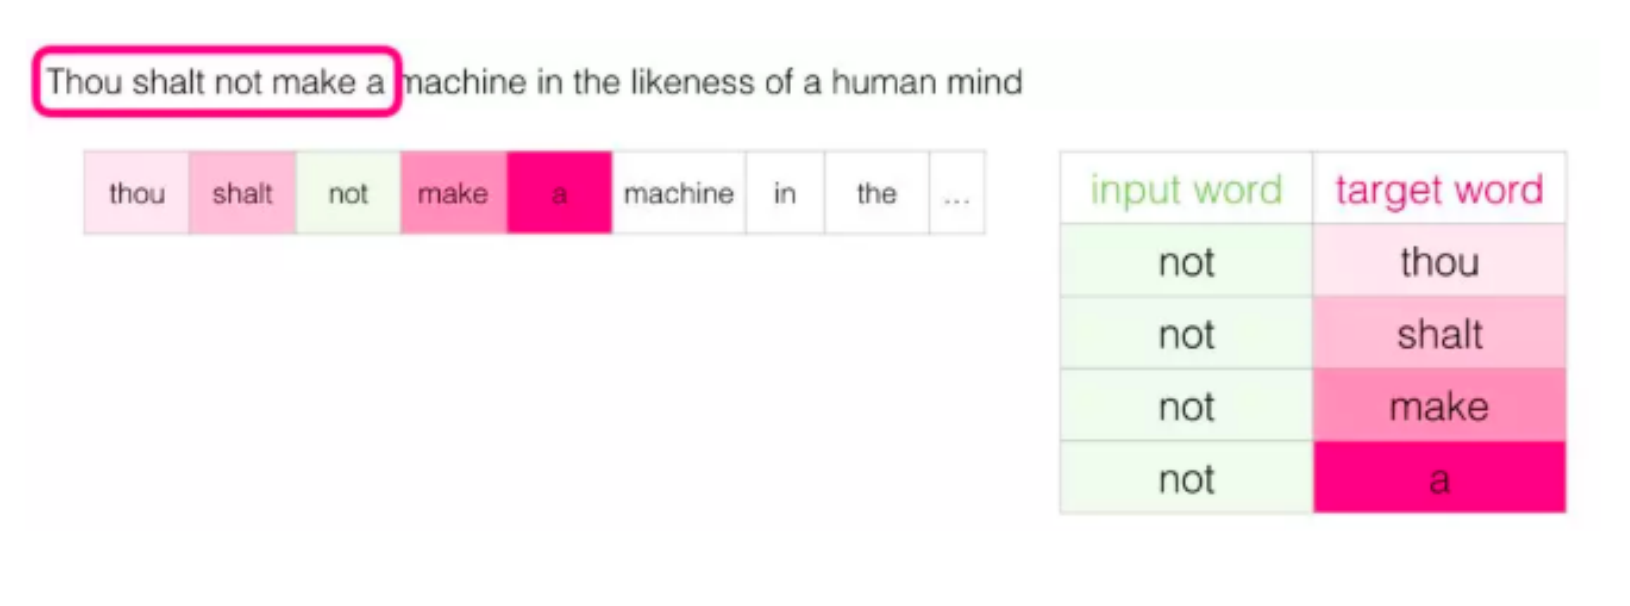 Thou shalt not make a machine in the likeness of a human mind
thou shalt not make a machine in the ...
input word target word
not thou
not shalt
not make
not a